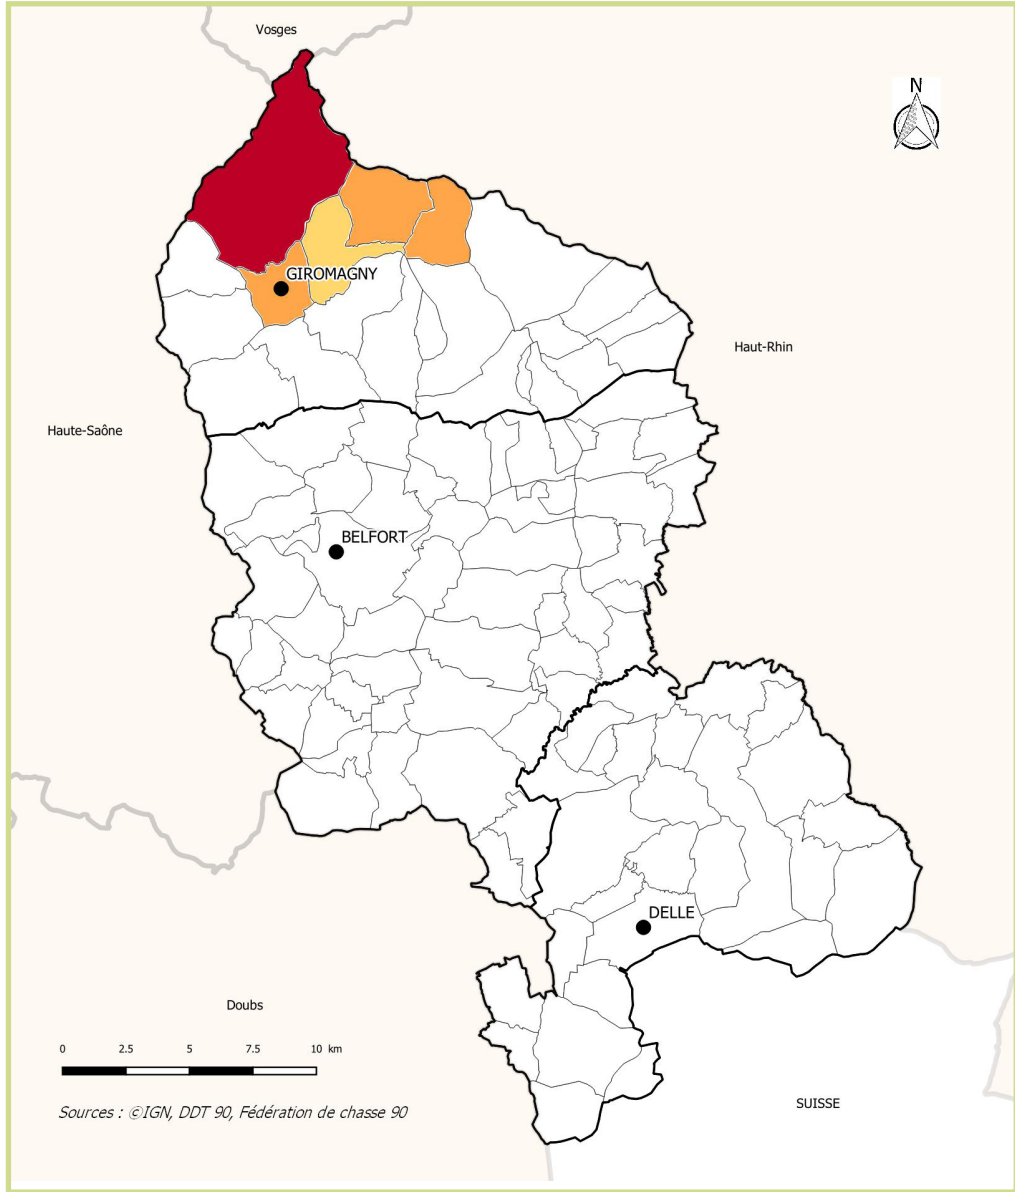 Vosges
N
GIROMAGNY
Haut-Rhin
Haute-Saône
BELFORT
DELLE
Doubs
0 2.5 5 7.5 10 km
SUISSE
Sources : ©IGN, DDT 90, Fédération de chasse 90